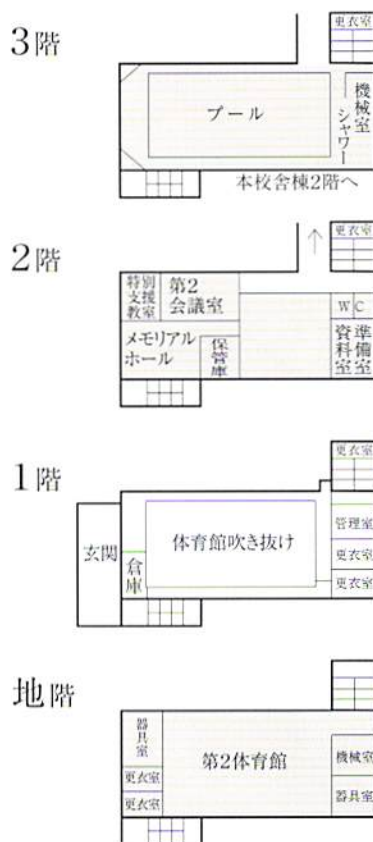 3階
更衣室
プール
シャワー
機械室
本校舎棟2階へ
2階
更衣室
特別支援教室
第2会議室
WC
メモリアルホール
保管庫
資料室
準備室
1階
更衣室
玄関
倉庫
体育館吹き抜け
管理室
更衣室
更衣室
地階
器具室
更衣室
更衣室
第2体育館
機械室
器具室